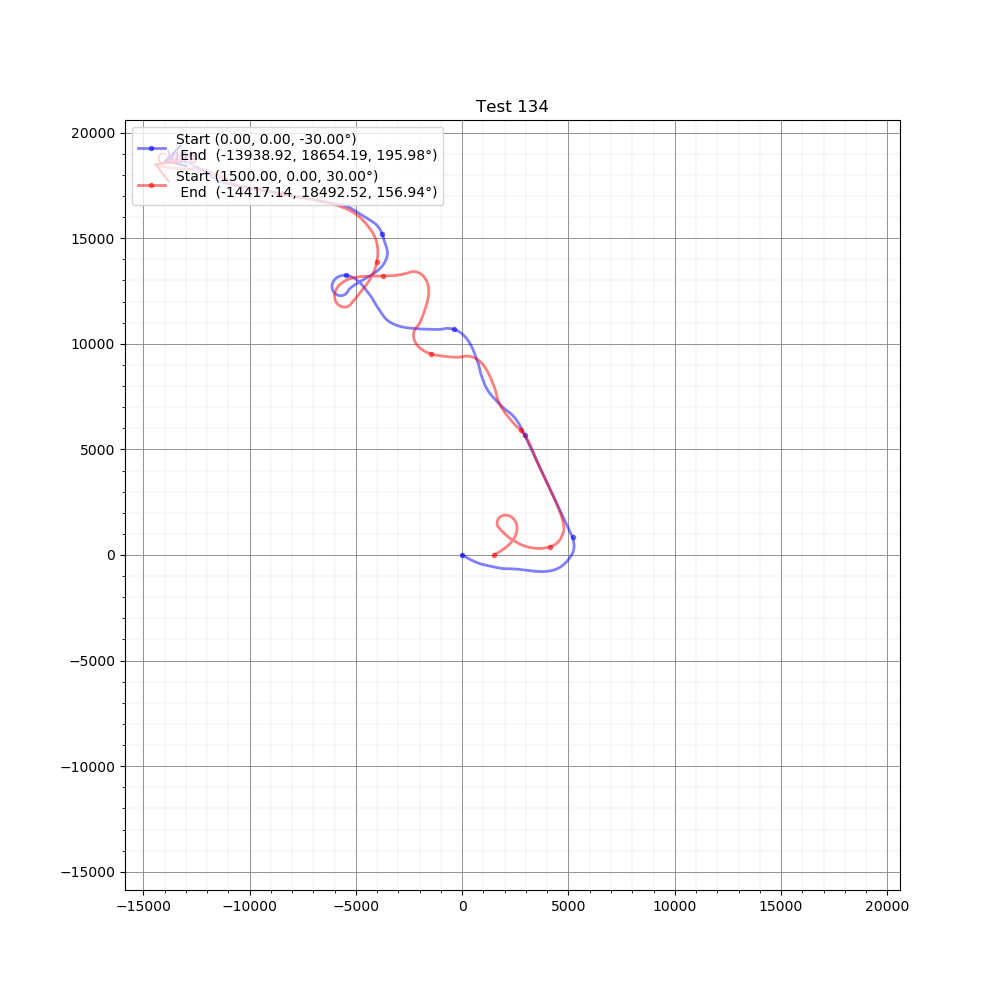 Test 134
Start (0.00, 0.00, -30.00°)
End (-13938.92, 18654.19, 195.98°)
Start (1500.00, 0.00, 30.00°)
End (-14417.14, 18492.52, 156.94°)
20000
15000
10000
5000
0
−5000
−10000
−15000
−15000 −10000 −5000 0 5000 10000 15000 20000